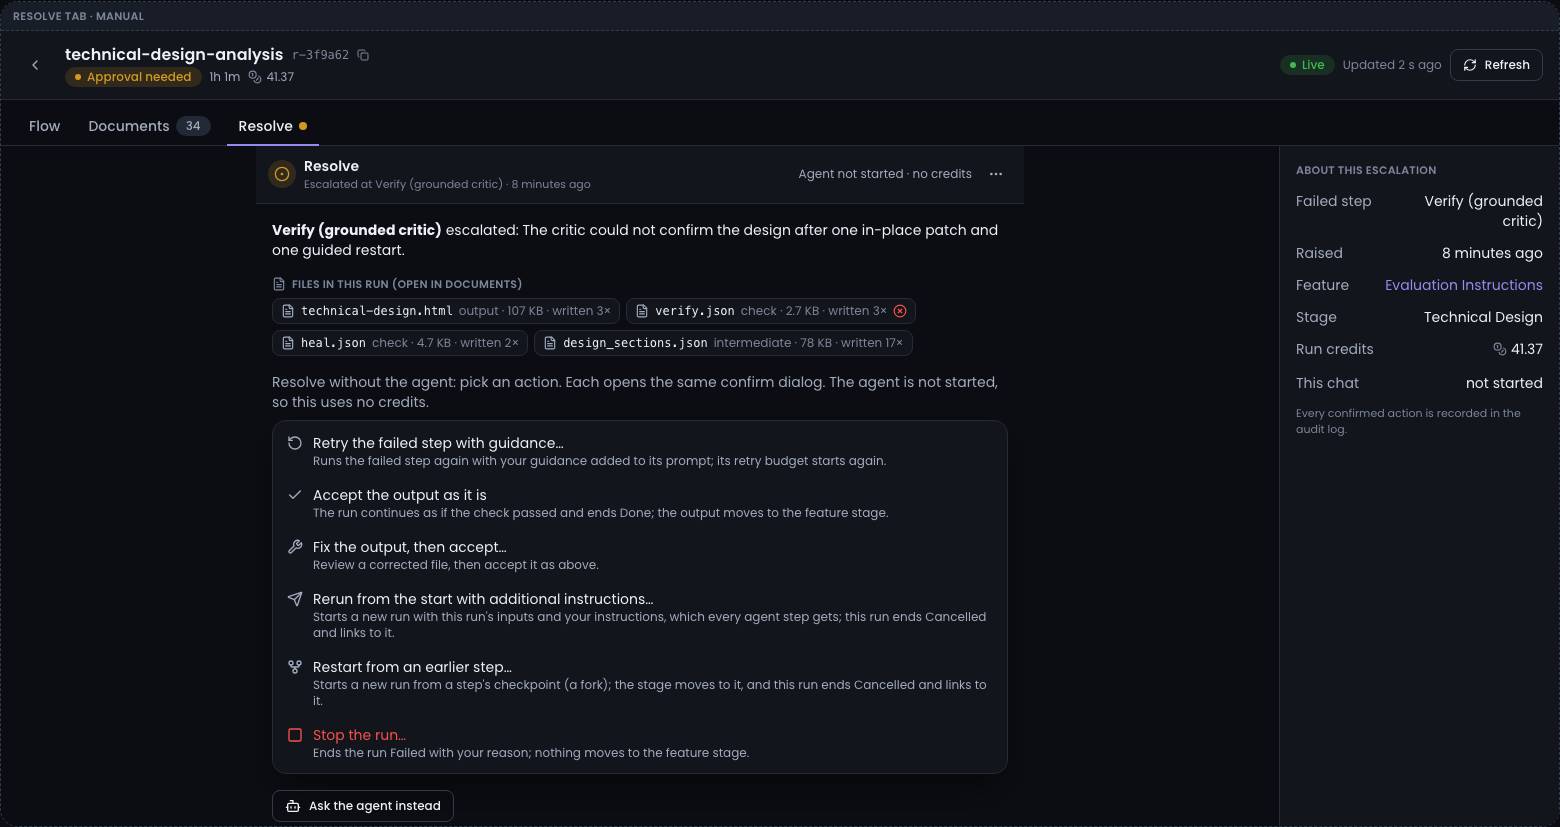 RESOLVE TAB · MANUAL
technical-design-analysis r-3f9a62
Approval needed 1h 1m 41.37
Live Updated 2 s ago Refresh
Flow Documents 34 Resolve
Resolve
Escalated at Verify (grounded critic) · 8 minutes ago
Agent not started · no credits
Verify (grounded critic) escalated: The critic could not confirm the design after one in-place patch and
one guided restart.
FILES IN THIS RUN (OPEN IN DOCUMENTS)
technical-design.html output · 107 KB · written 3× verify.json check · 2.7 KB · written 3×
heal.json check · 4.7 KB · written 2× design_sections.json intermediate · 78 KB · written 17×
Resolve without the agent: pick an action. Each opens the same confirm dialog. The agent is not started,
so this uses no credits.
Retry the failed step with guidance…
Runs the failed step again with your guidance added to its prompt; its retry budget starts again.
Accept the output as it is
The run continues as if the check passed and ends Done; the output moves to the feature stage.
Fix the output, then accept…
Review a corrected file, then accept it as above.
Rerun from the start with additional instructions…
Starts a new run with this run's inputs and your instructions, which every agent step gets; this run ends Cancelled
and links to it.
Restart from an earlier step…
Starts a new run from a step's checkpoint (a fork); the stage moves to it, and this run ends Cancelled and links to
it.
Stop the run…
Ends the run Failed with your reason; nothing moves to the feature stage.
Ask the agent instead
ABOUT THIS ESCALATION
Failed step Verify (grounded
critic)
Raised 8 minutes ago
Feature Evaluation Instructions
Stage Technical Design
Run credits 41.37
This chat not started
Every confirmed action is recorded in the
audit log.